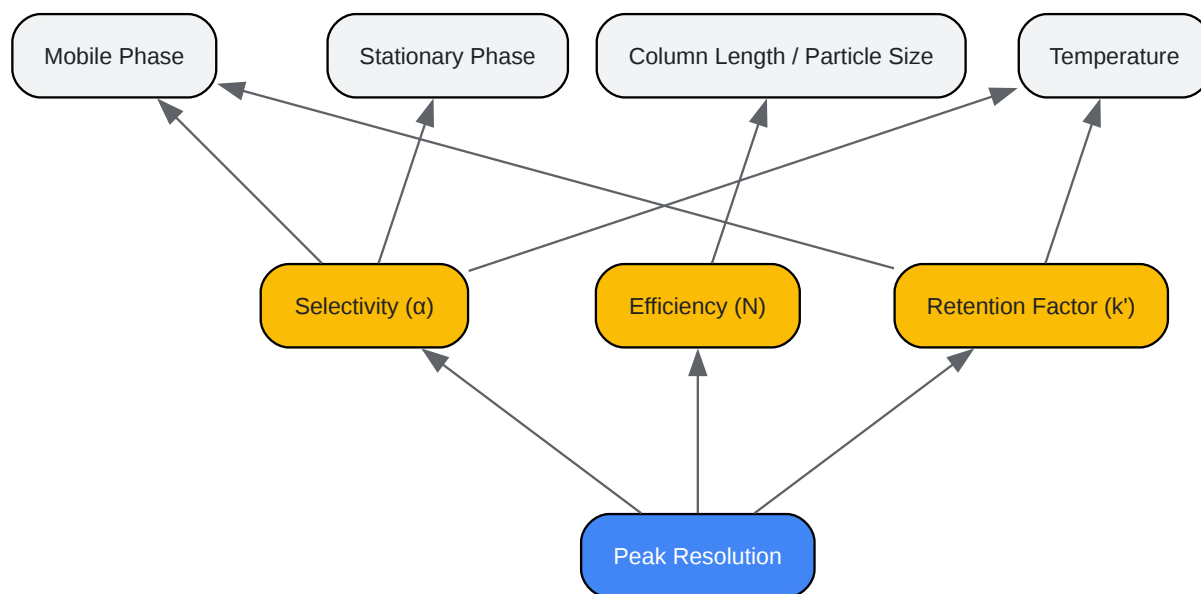 Mobile Phase
Stationary Phase
Column Length / Particle Size
Temperature
Selectivity (α)
Efficiency (N)
Retention Factor (k')
Peak Resolution